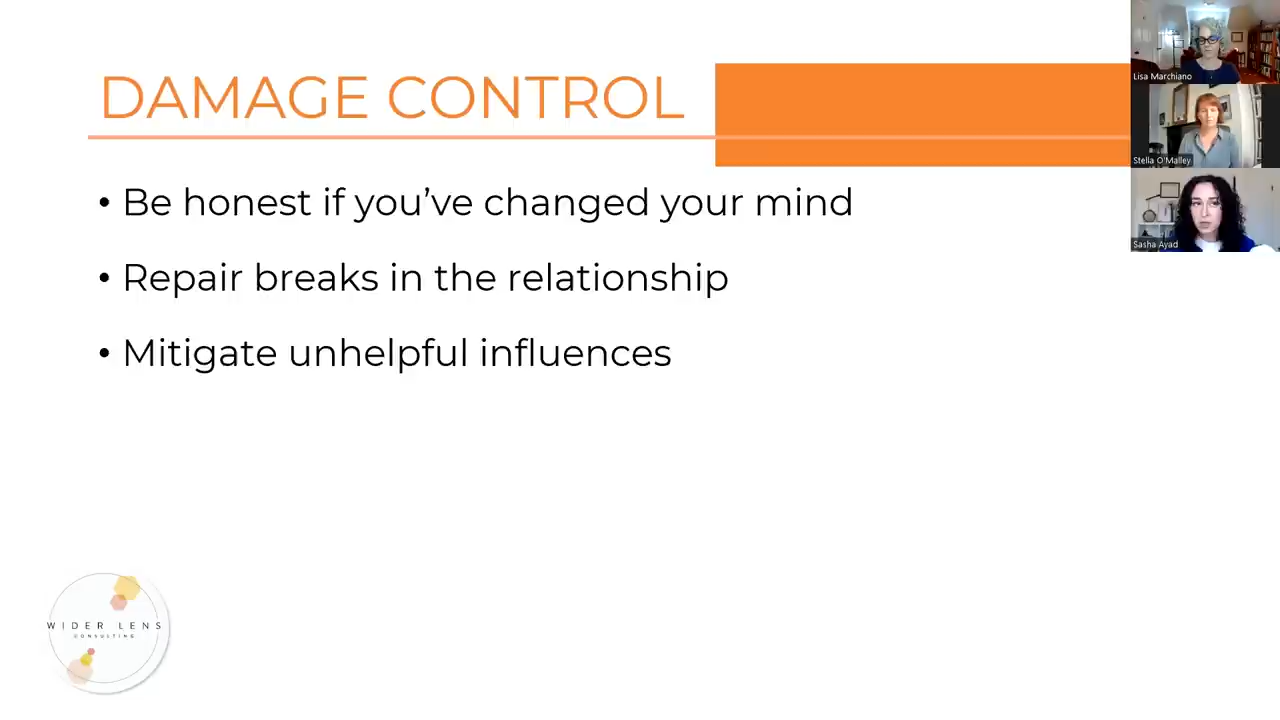 DAMAGE CONTROL
• Be honest if you’ve changed your mind
• Repair breaks in the relationship
• Mitigate unhelpful influences
Lisa Marchiano
Stella O'Malley
Sasha Ayad
WIDER LENS
CONSULTING